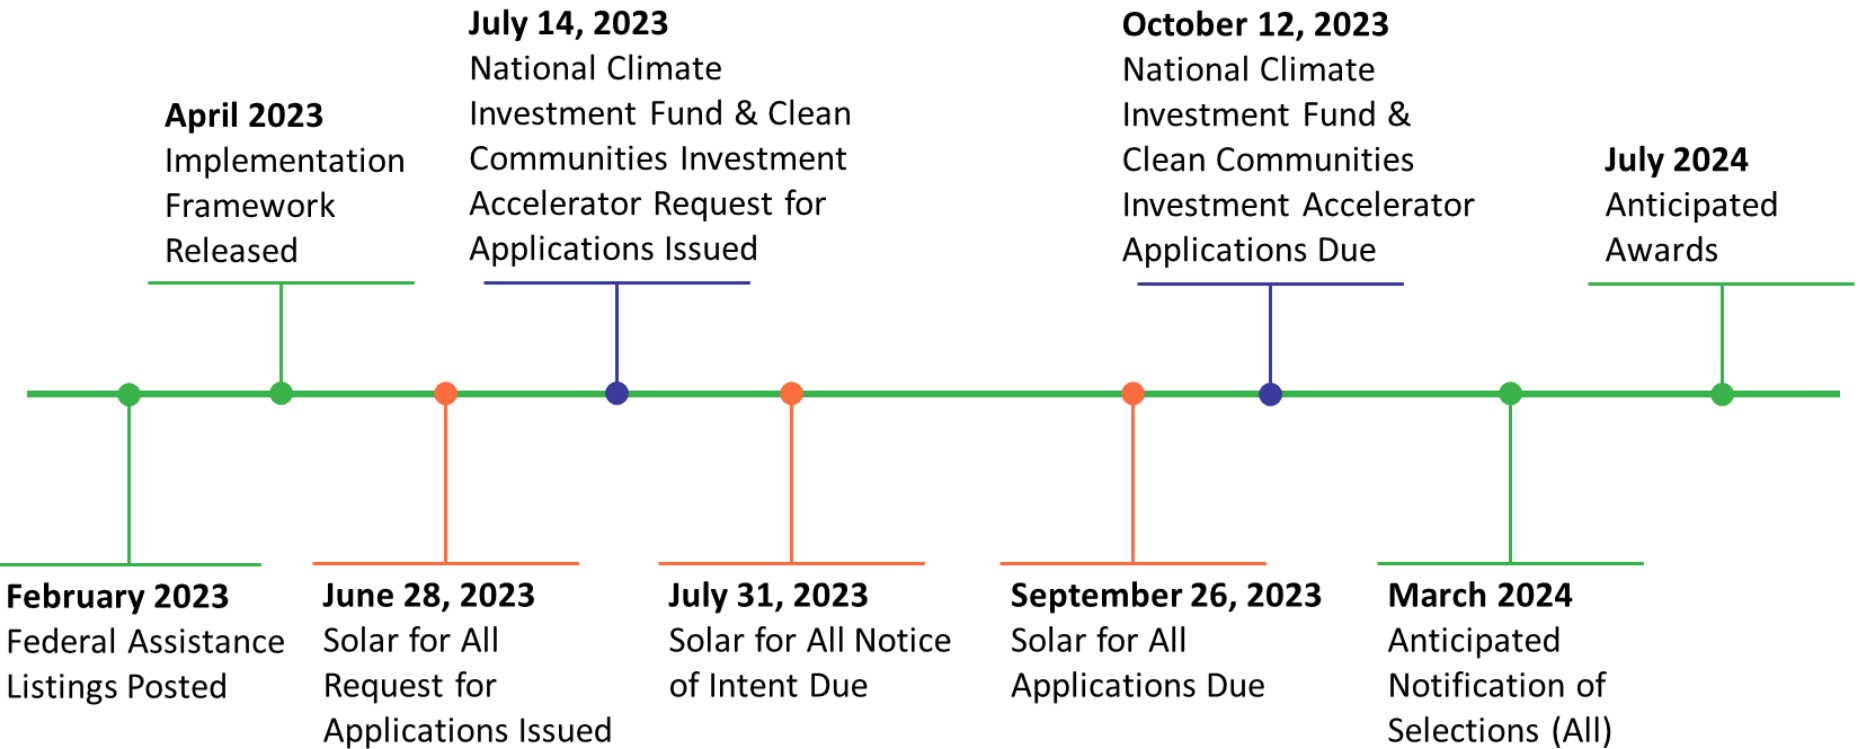 July 14, 2023
National Climate
Investment Fund & Clean
Communities Investment
Accelerator Request for
Applications Issued
October 12, 2023
National Climate
Investment Fund &
Clean Communities
Investment Accelerator
Applications Due
April 2023
Implementation
Framework
Released
July 2024
Anticipated
Awards
February 2023
Federal Assistance
Listings Posted
June 28, 2023
Solar for All
Request for
Applications Issued
July 31, 2023
Solar for All Notice
of Intent Due
September 26, 2023
Solar for All
Applications Due
March 2024
Anticipated
Notification of
Selections (All)